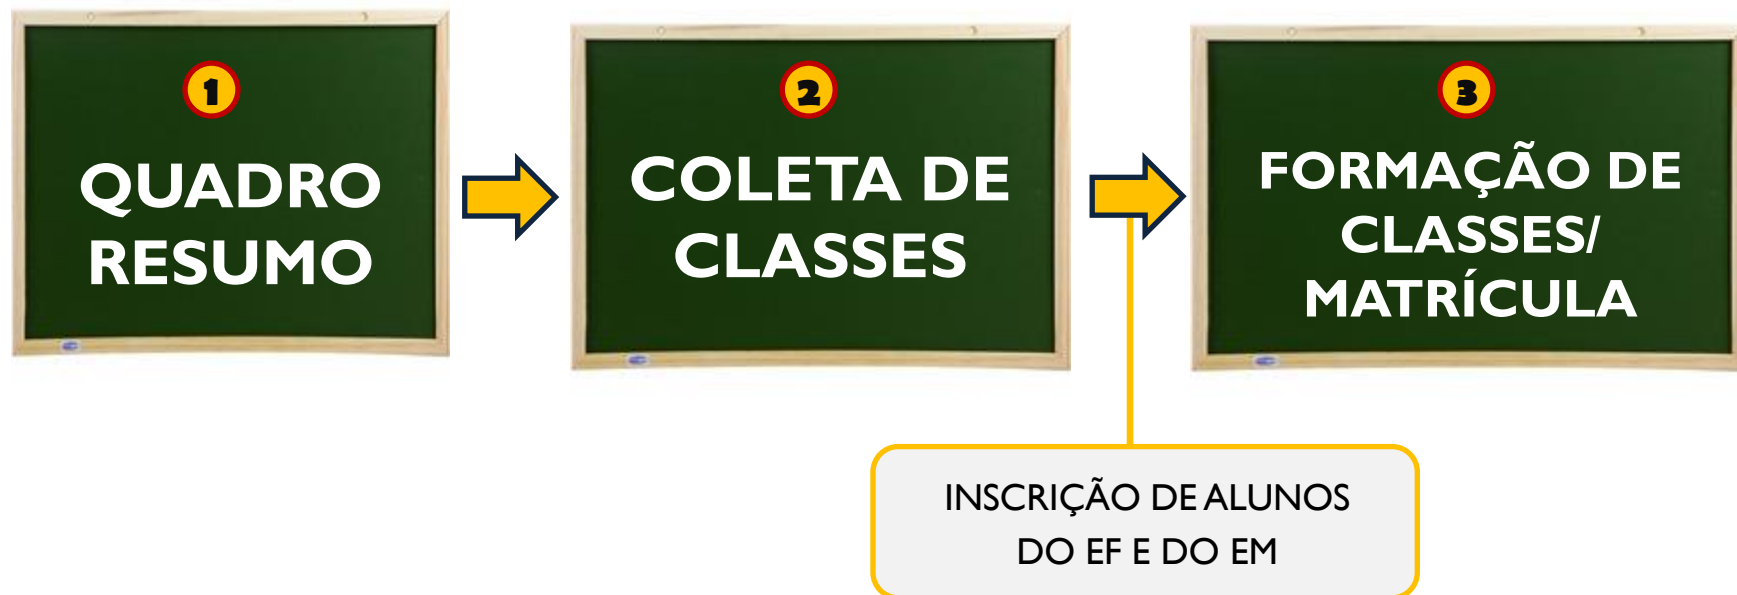 1
QUADRO
RESUMO
2
COLETA DE
CLASSES
3
FORMAÇÃO DE
CLASSES/
MATRÍCULA
INSCRIÇÃO DE ALUNOS
DO EF E DO EM